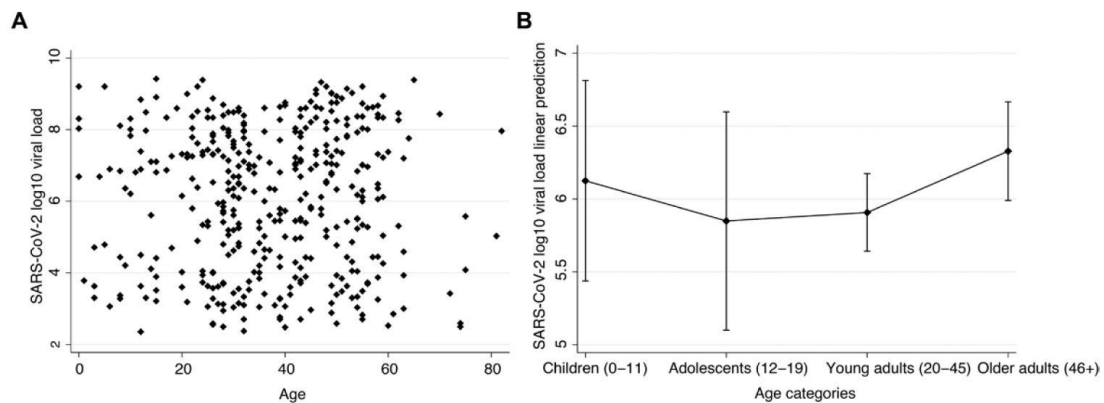 A
SARS-CoV-2 log10 viral load
10
8
6
4
2
0
20
40
60
80
Age
B
SARS-CoV-2 log10 viral load linear prediction
7
6.5
6
5.5
5
Children (0–11)
Adolescents (12–19)
Young adults (20–45)
Older adults (46+)
Age categories